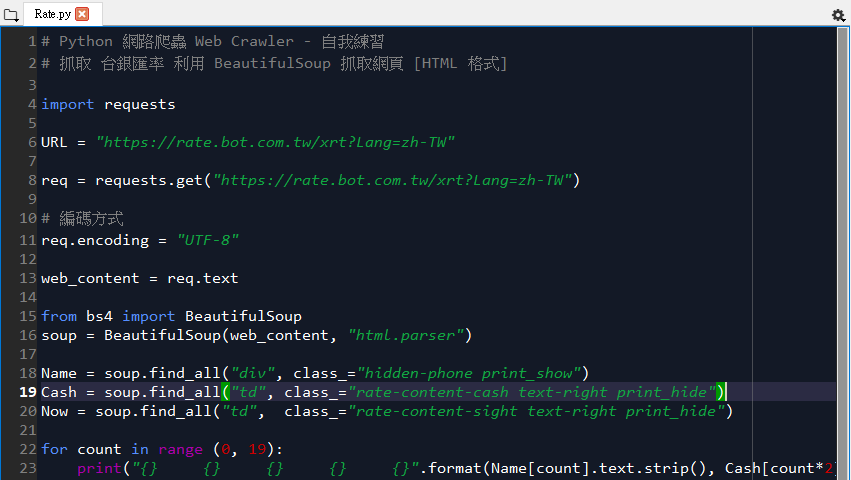 Rate.py
1 # Python 網路爬蟲 Web Crawler - 自我練習
2 # 抓取 台銀匯率 利用 BeautifulSoup 抓取網頁 [HTML 格式]
3
4 import requests
5
6 URL = "https://rate.bot.com.tw/xrt?Lang=zh-TW"
7
8 req = requests.get("https://rate.bot.com.tw/xrt?Lang=zh-TW")
9
10 # 編碼方式
11 req.encoding = "UTF-8"
12
13 web_content = req.text
14
15 from bs4 import BeautifulSoup
16 soup = BeautifulSoup(web_content, "html.parser")
17
18 Name = soup.find_all("div", class_="hidden-phone print_show")
19 Cash = soup.find_all("td", class_="rate-content-cash text-right print_hide")
20 Now = soup.find_all("td",  class_="rate-content-sight text-right print_hide")
21
22 for count in range (0, 19):
23     print("{}     {}     {}     {}     {}".format(Name[count].text.strip(), Cash[count*2]